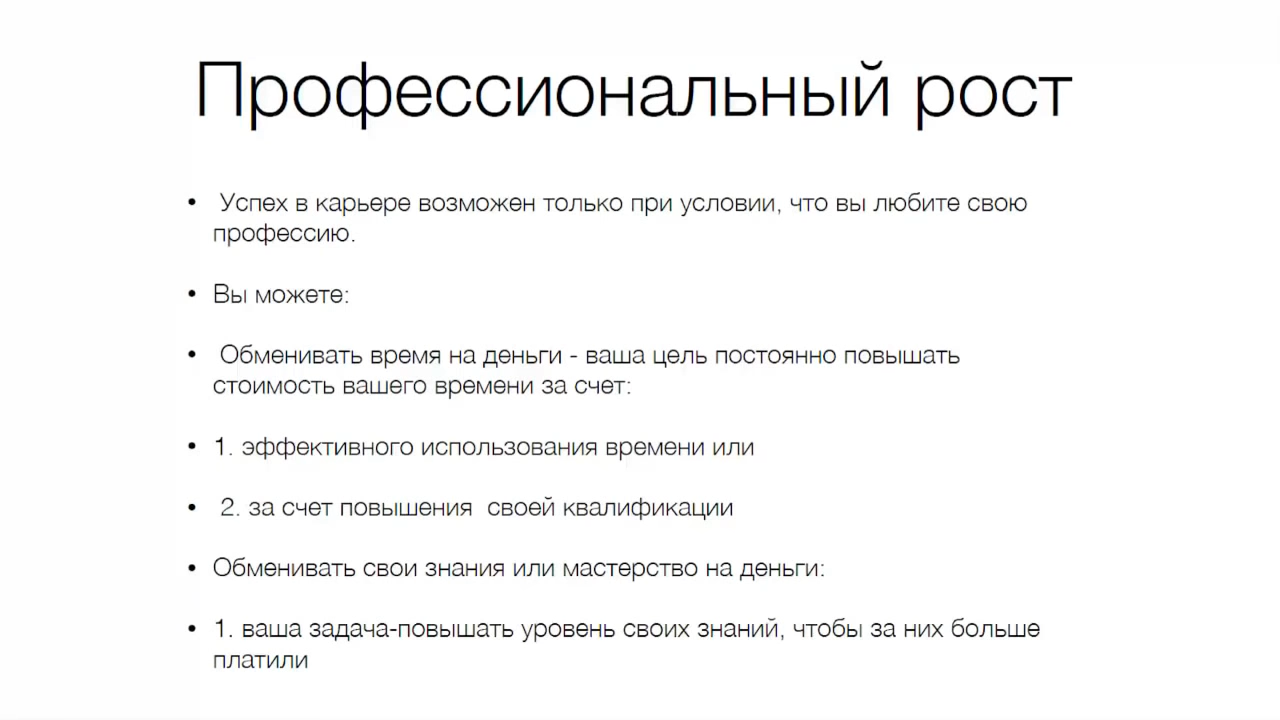 Профессиональный рост
• Успех в карьере возможен только при условии, что вы любите свою
профессию.
• Вы можете:
• Обменивать время на деньги - ваша цель постоянно повышать
стоимость вашего времени за счет:
• 1. эффективного использования времени или
• 2. за счет повышения  своей квалификации
• Обменивать свои знания или мастерство на деньги:
• 1. ваша задача-повышать уровень своих знаний, чтобы за них больше
платили